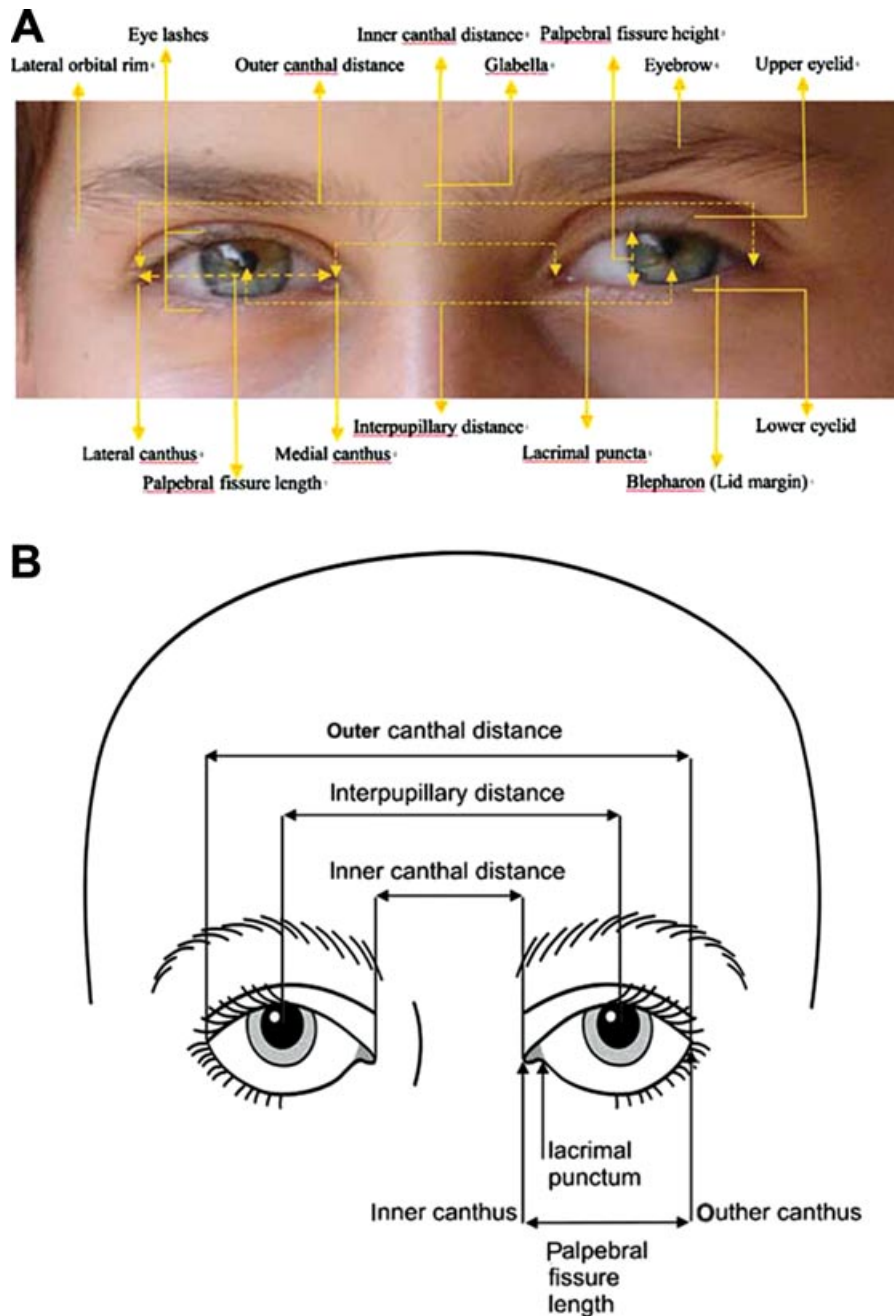 A
Eye lashes
Inner canthal distance
Palpebral fissure height
Lateral orbital rim
Outer canthal distance
Glabella
Eyebrow
Upper eyelid
Interpupillary distance
Lower eyelid
Lateral canthus
Medial canthus
Lacrimal puncta
Palpebral fissure length
Blepharon (Lid margin)
B
Outer canthal distance
Interpupillary distance
Inner canthal distance
lacrimal
punctum
Inner canthus
Outher canthus
Palpebral
fissure
length